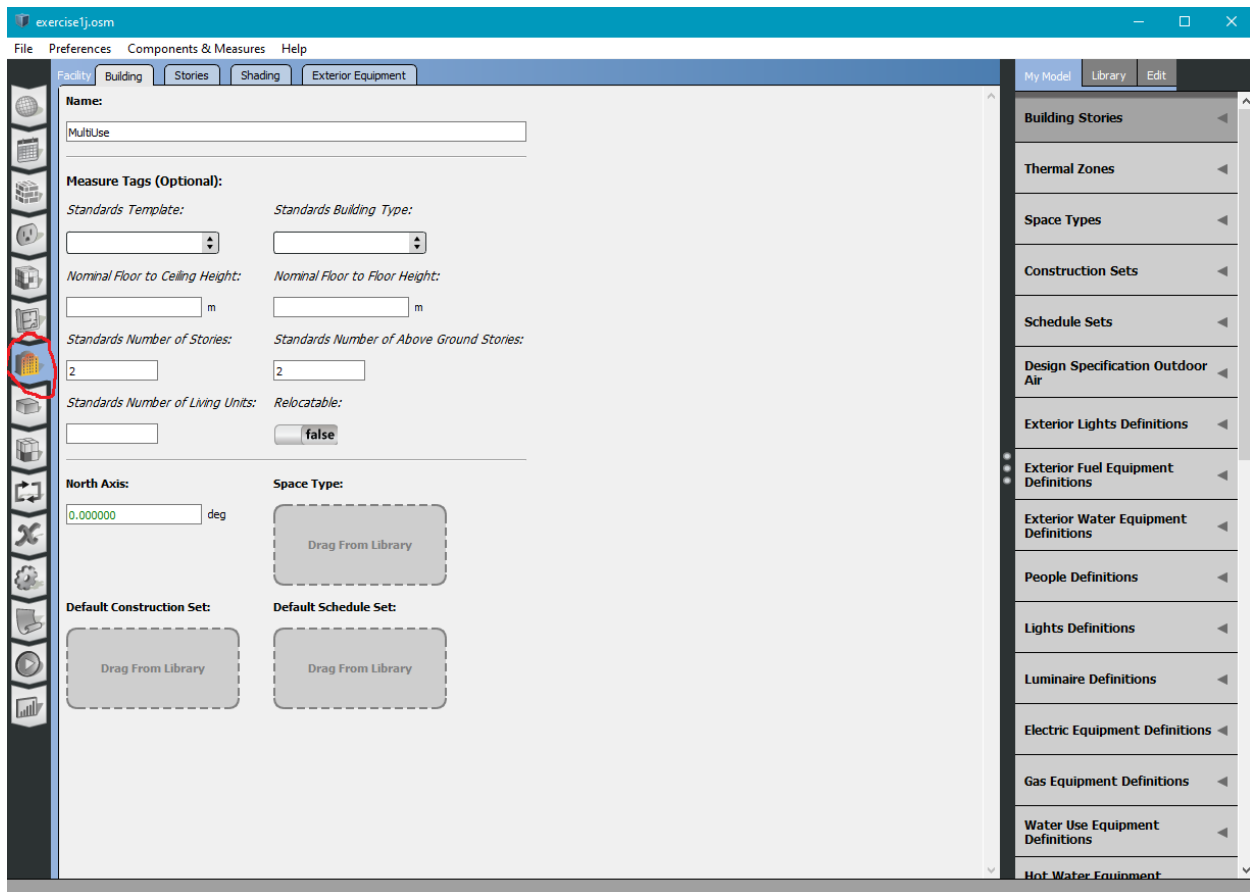 exercise1j.osm
File Preferences Components & Measures Help
Facility Building Stories Shading Exterior Equipment
Name:
MultiUse
Measure Tags (Optional):
Standards Template: Standards Building Type:
Nominal Floor to Ceiling Height: Nominal Floor to Floor Height:
m m
Standards Number of Stories: Standards Number of Above Ground Stories:
2 2
Standards Number of Living Units: Relocatable:
false
North Axis: Space Type:
0.000000 deg
Drag From Library
Default Construction Set: Default Schedule Set:
Drag From Library Drag From Library
My Model Library Edit
Building Stories
Thermal Zones
Space Types
Construction Sets
Schedule Sets
Design Specification Outdoor
Air
Exterior Lights Definitions
Exterior Fuel Equipment
Definitions
Exterior Water Equipment
Definitions
People Definitions
Lights Definitions
Luminaire Definitions
Electric Equipment Definitions
Gas Equipment Definitions
Water Use Equipment
Definitions
Hot Water Equipment